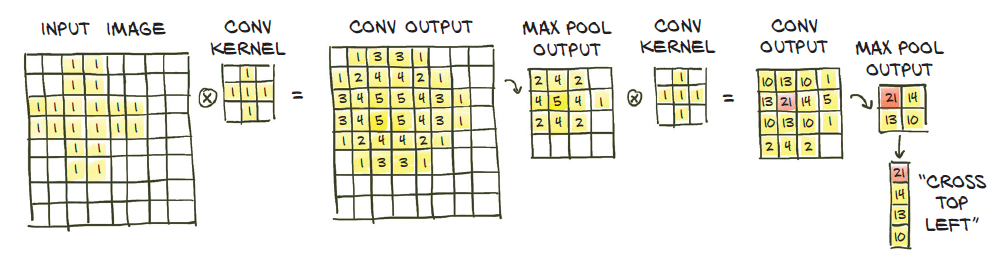 INPUT IMAGE
1 1
1 1
1 1 1 1 1 1
1 1 1 1 1 1
1 1
1 1
⊗
CONV
KERNEL
1
1 1 1
1
=
CONV OUTPUT
1 3 3 1
1 2 4 4 2 1
3 4 5 5 4 3 1
3 4 5 5 4 3 1
1 2 4 4 2 1
1 3 3 1
MAX POOL
OUTPUT
2 4 2
4 5 4 1
2 4 2
⊗
CONV
KERNEL
1
1 1 1
1
=
CONV
OUTPUT
10 13 10 1
13 21 14 5
10 13 10 1
2 4 2
MAX POOL
OUTPUT
21 14
13 10
21
14
13
10
"CROSS
TOP
LEFT"